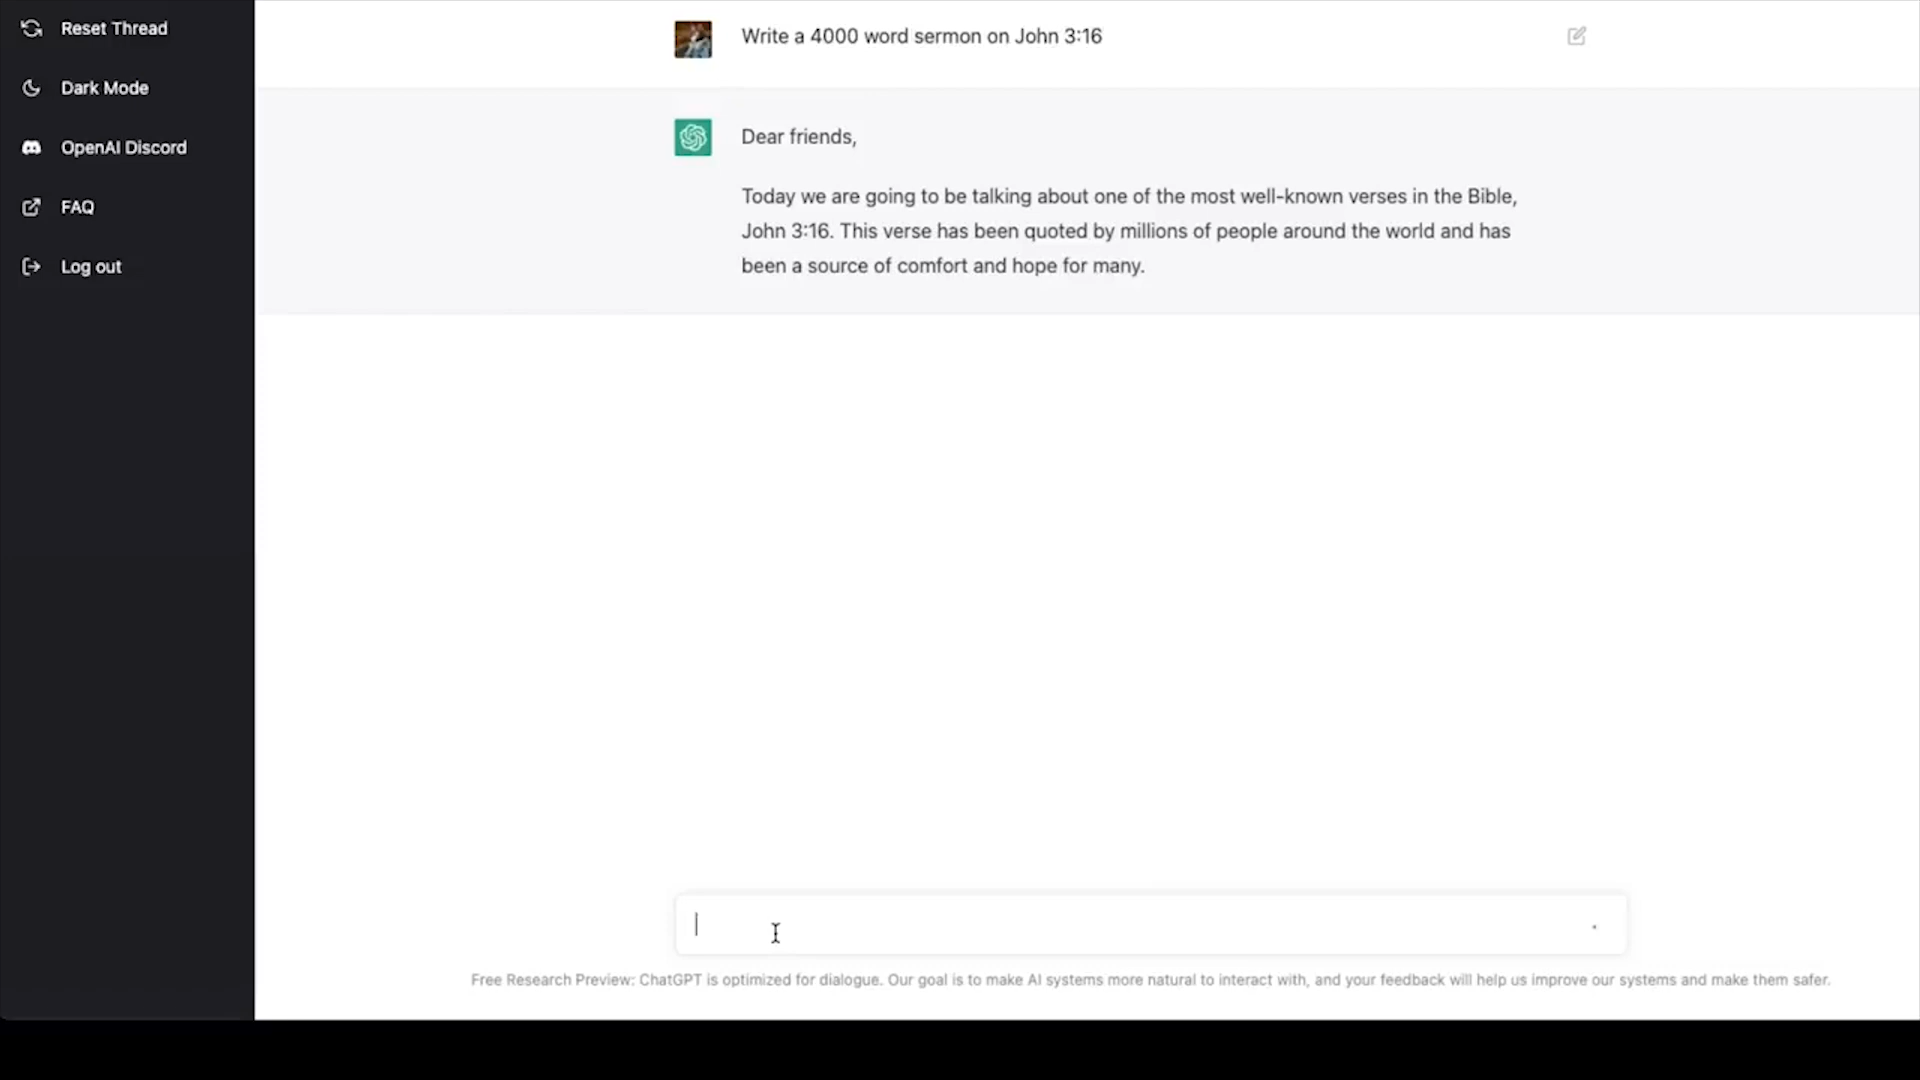 Reset Thread
Dark Mode
OpenAI Discord
FAQ
Log out
Write a 4000 word sermon on John 3:16
Dear friends,
Today we are going to be talking about one of the most well-known verses in the Bible,
John 3:16. This verse has been quoted by millions of people around the world and has
been a source of comfort and hope for many.
Free Research Preview: ChatGPT is optimized for dialogue. Our goal is to make AI systems more natural to interact with, and your feedback will help us improve our systems and make them safer.